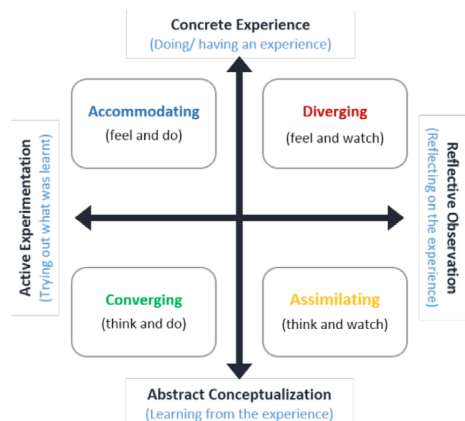 Concrete Experience
(Doing/ having an experience)
Accommodating
(feel and do)
Diverging
(feel and watch)
Active Experimentation
(Trying out what was learnt)
Reflective Observation
(Reflecting on the experience)
Converging
(think and do)
Assimilating
(think and watch)
Abstract Conceptualization
(Learning from the experience)